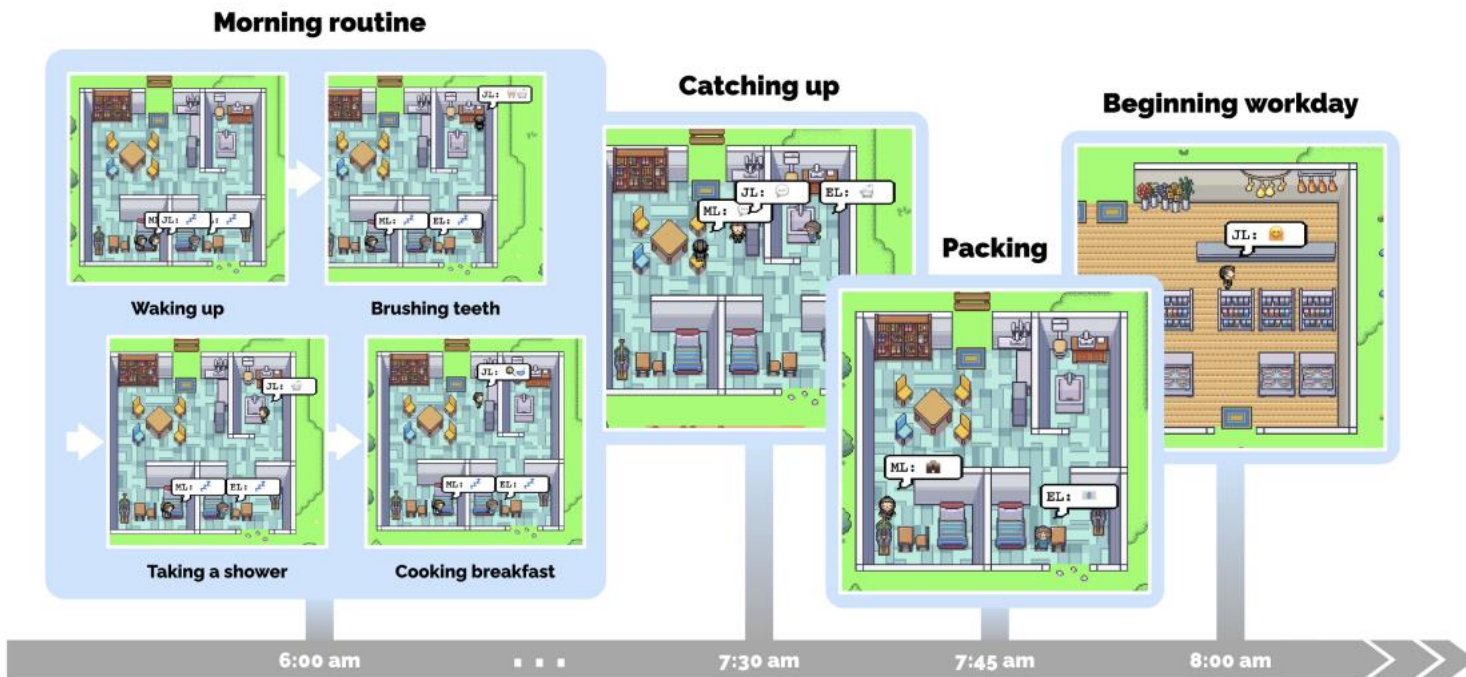 Morning routine
JL: W
ML: JL: L:
ML: EL:
Waking up
Brushing teeth
JL:
JL:
ML: EL:
ML: EL:
Taking a shower
Cooking breakfast
Catching up
JL: EL:
ML:
Packing
ML:
EL:
Beginning workday
JL:
6:00 am
...
7:30 am
7:45 am
8:00 am